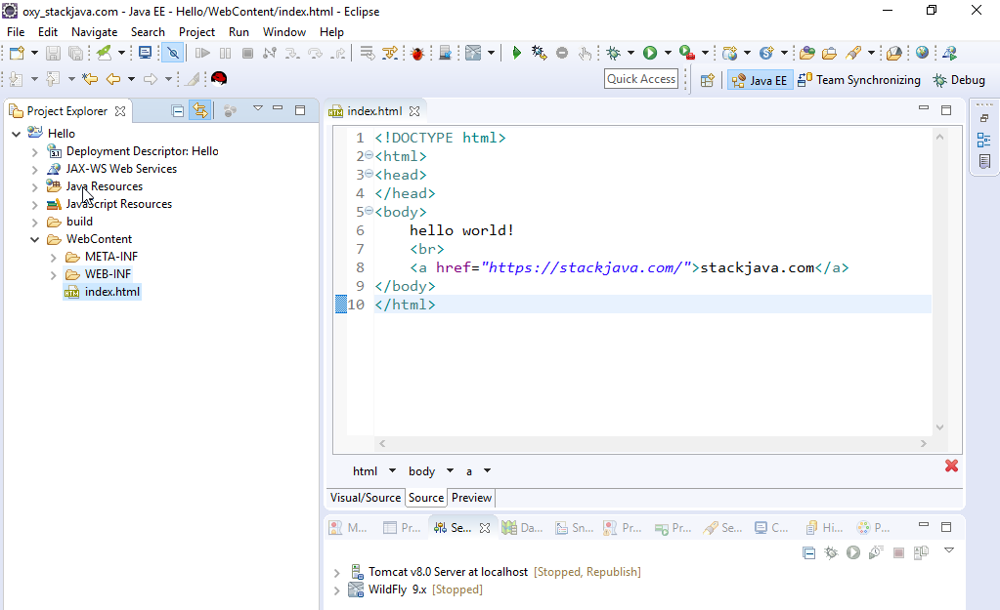 oxy_stackjava.com - Java EE - Hello/WebContent/index.html - Eclipse
File Edit Navigate Search Project Run Window Help
Quick Access
Java EE
Team Synchronizing
Debug
Project Explorer
Hello
3.1 Deployment Descriptor: Hello
JAX-WS Web Services
Java Resources
JavaScript Resources
build
WebContent
META-INF
WEB-INF
index.html
index.html
1 <!DOCTYPE html>
2 <html>
3 <head>
4 </head>
5 <body>
6 hello world!
7 <br>
8 <a href="https://stackjava.com/">stackjava.com</a>
9 </body>
10 </html>
html body a
Visual/Source Source Preview
M... Pr... Se... Da... Sn... Pr... Pr... Se... C... Hi... P...
Tomcat v8.0 Server at localhost [Stopped, Republish]
WildFly 9.x [Stopped]